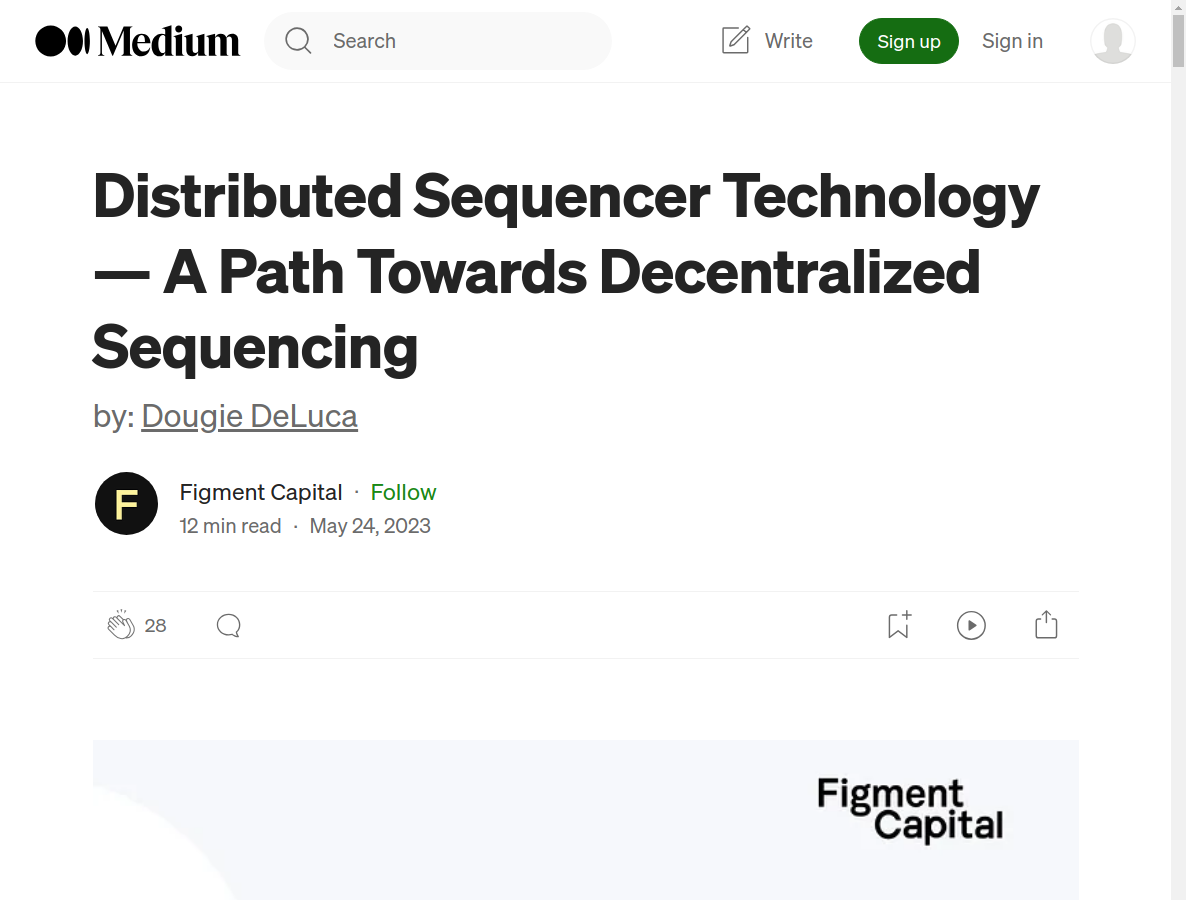 Medium
Search
Write
Sign up
Sign in
Distributed Sequencer Technology
— A Path Towards Decentralized
Sequencing
by: Dougie DeLuca
F
Figment Capital · Follow
12 min read · May 24, 2023
28
Figment
Capital